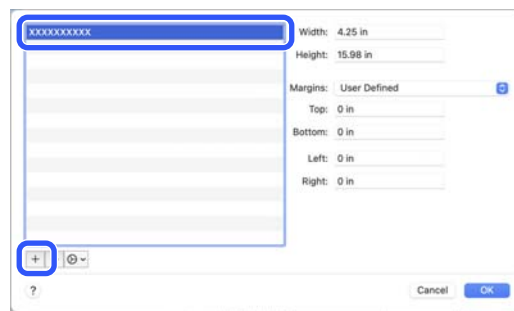 XXXXXXXXXX
Width: 4.25 in
Height: 15.98 in
Margins: User Defined
Top: 0 in
Bottom: 0 in
Left: 0 in
Right: 0 in
+
?
Cancel OK